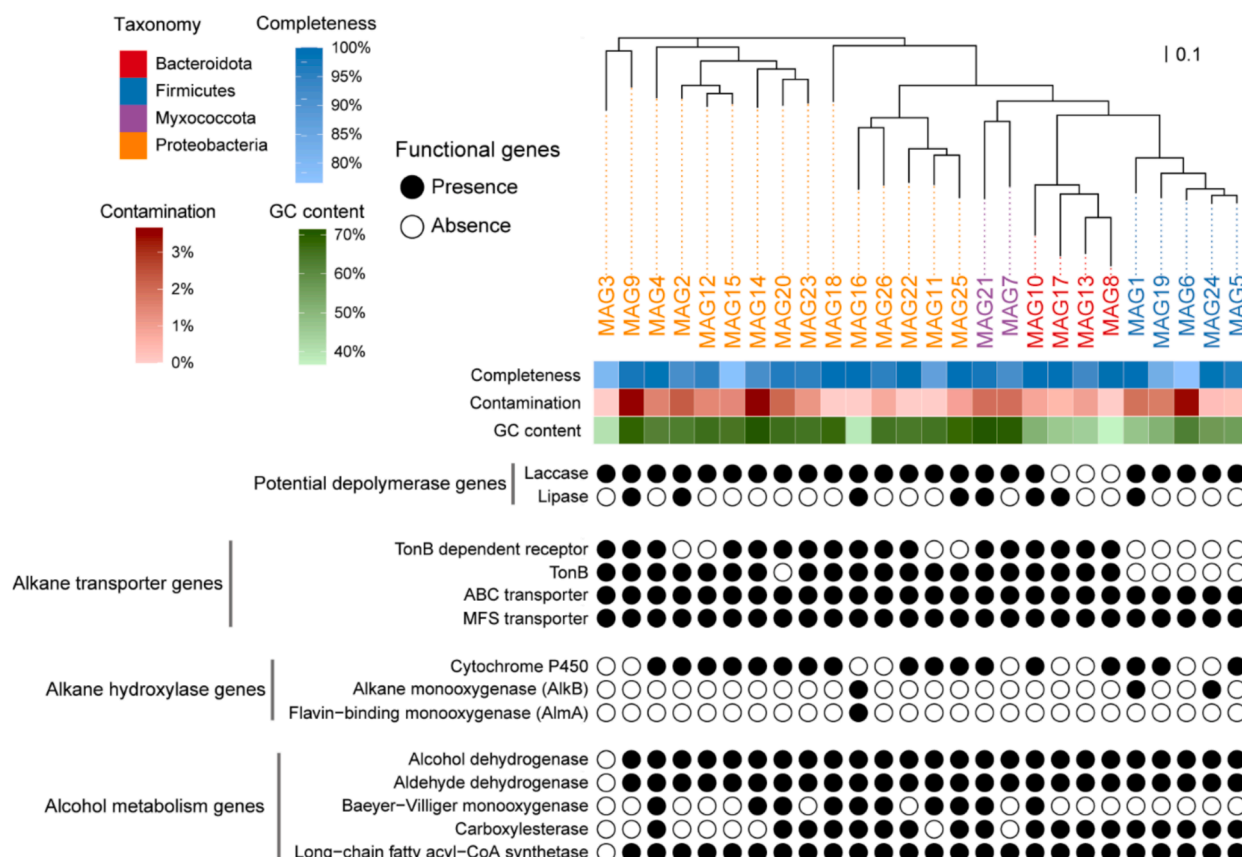 Taxonomy
Bacteroidota
Firmicutes
Myxococcota
Proteobacteria
Completeness
100%
95%
90%
85%
80%
Contamination
3%
2%
1%
0%
GC content
70%
60%
50%
40%
Functional genes
Presence
Absence
0.1
MAG3 MAG9 MAG4 MAG2 MAG12 MAG15 MAG14 MAG20 MAG23 MAG18 MAG16 MAG26 MAG22 MAG11 MAG25 MAG21 MAG7 MAG10 MAG17 MAG13 MAG8 MAG1 MAG19 MAG6 MAG24 MAG5
Completeness
Contamination
GC content
Potential depolymerase genes
Laccase
Lipase
Alkane transporter genes
TonB dependent receptor
TonB
ABC transporter
MFS transporter
Alkane hydroxylase genes
Cytochrome P450
Alkane monooxygenase (AlkB)
Flavin−binding monooxygenase (AlmA)
Alcohol metabolism genes
Alcohol dehydrogenase
Aldehyde dehydrogenase
Baeyer−Villiger monooxygenase
Carboxylesterase
Long−chain fatty acyl−CoA synthetase